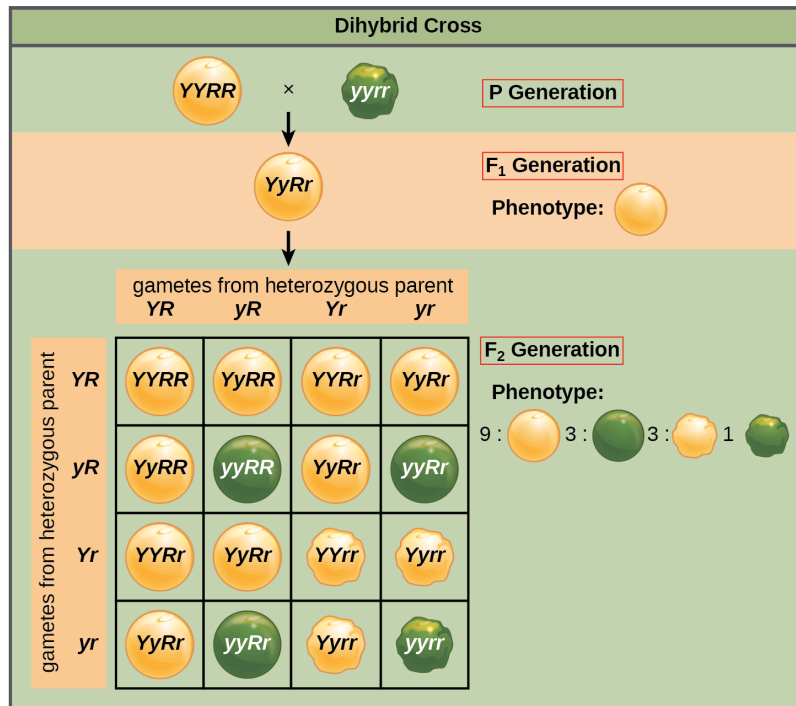 Dihybrid Cross
YYRR × yyrr P Generation
YyRr F₁ Generation
Phenotype:
gametes from heterozygous parent
YR yR Yr yr
gametes from heterozygous parent
YR YYRR YyRR YYRr YyRr
yR YyRR yyRR YyRr yyRr
Yr YYRr YyRr YYrr Yyrr
yr YyRr yyRr Yyrr yyrr
F₂ Generation
Phenotype:
9 : 3 : 3 : 1